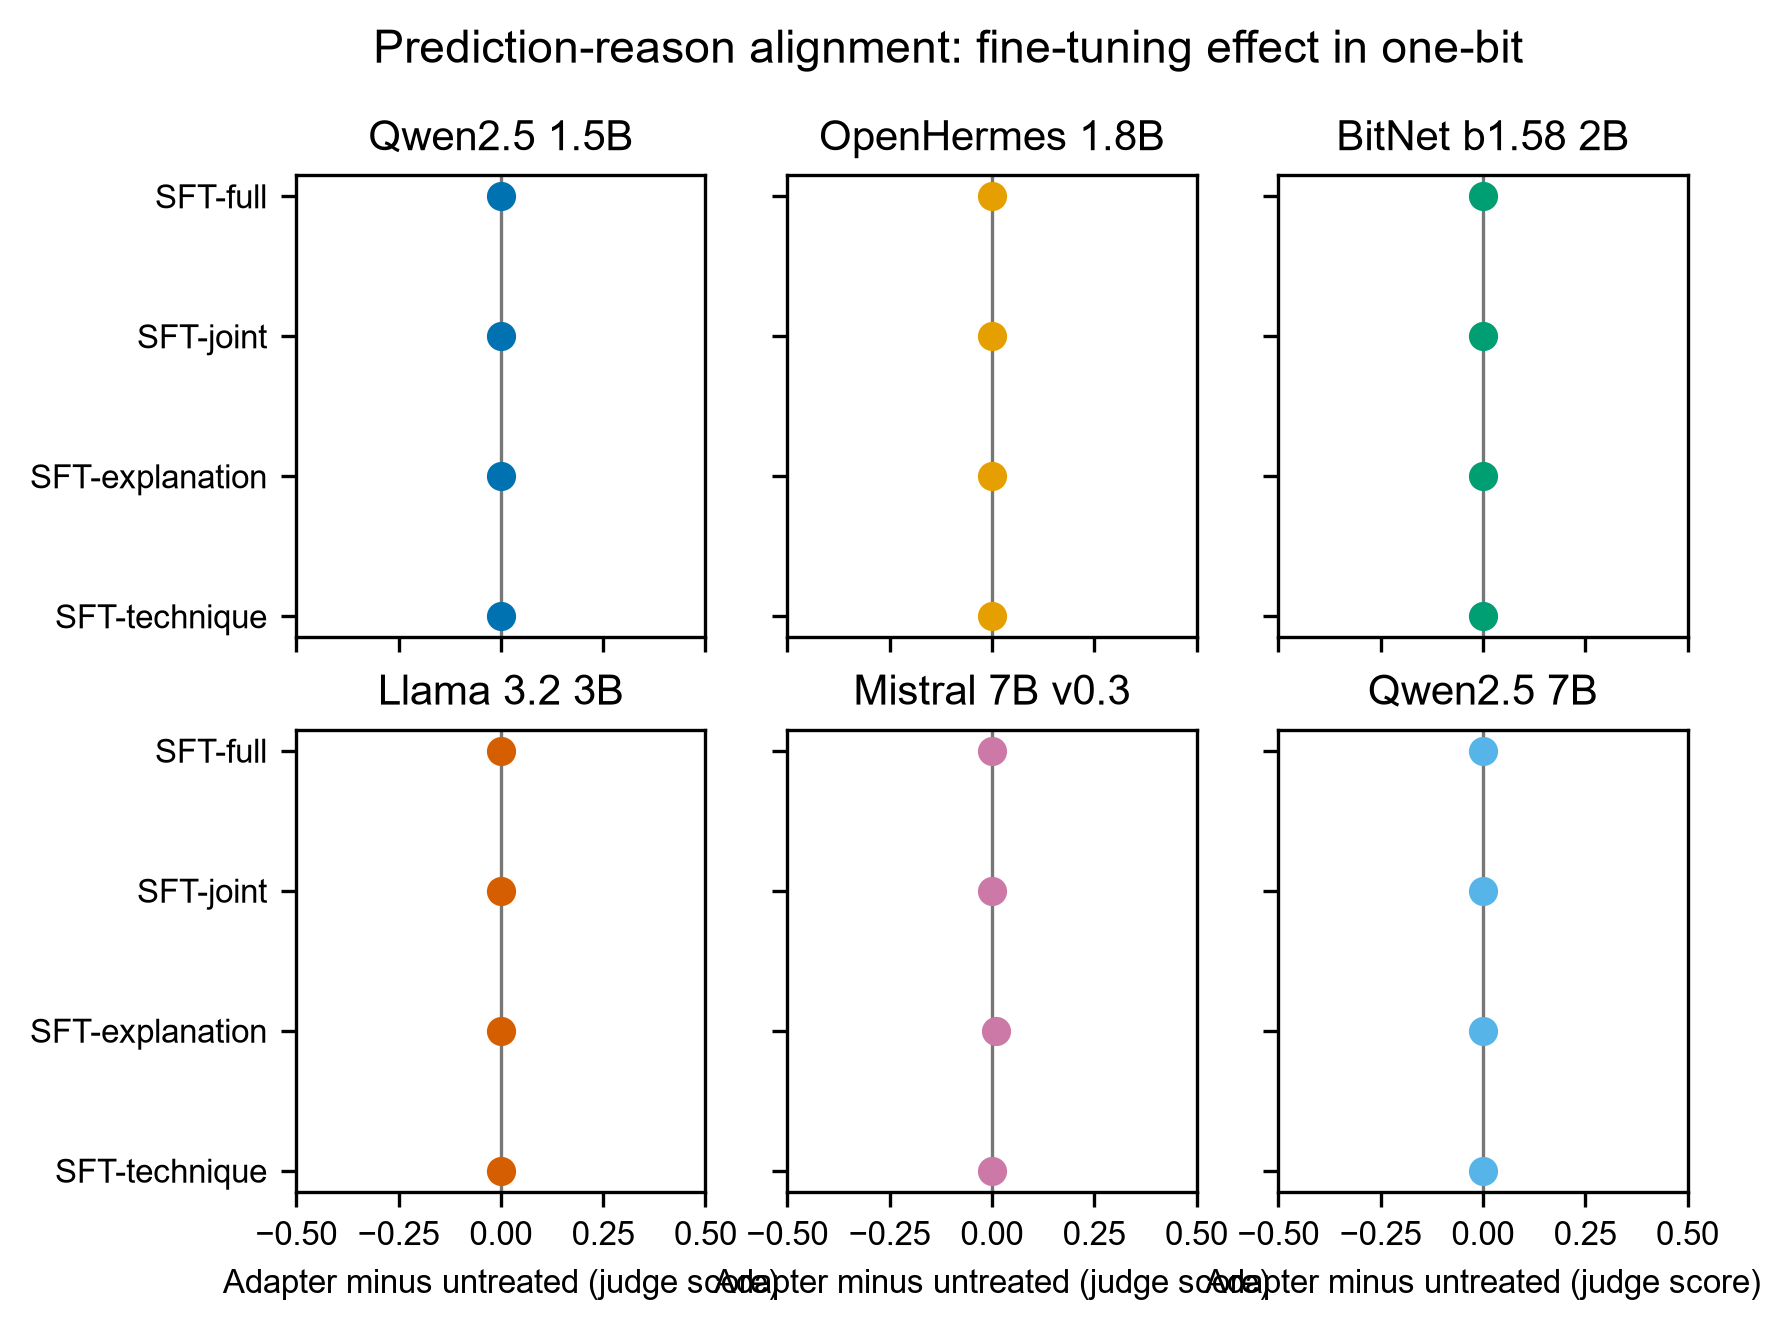 Prediction-reason alignment: fine-tuning effect in one-bit
Qwen2.5 1.5B
OpenHermes 1.8B
BitNet b1.58 2B
SFT-full
SFT-joint
SFT-explanation
SFT-technique
Llama 3.2 3B
Mistral 7B v0.3
Qwen2.5 7B
SFT-full
SFT-joint
SFT-explanation
SFT-technique
−0.50 −0.25 0.00 0.25 0.50
−0.50 −0.25 0.00 0.25 0.50
−0.50 −0.25 0.00 0.25 0.50
Adapter minus untreated (judge score)
Adapter minus untreated (judge score)
Adapter minus untreated (judge score)